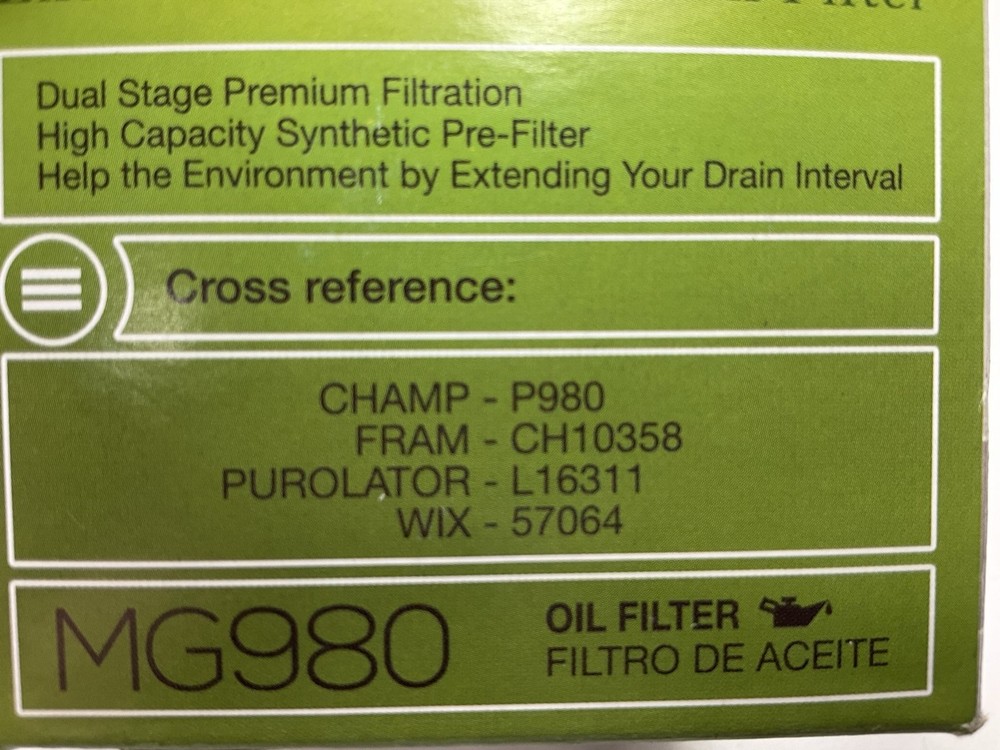 Filter
Dual Stage Premium Filtration
High Capacity Synthetic Pre-Filter
Help the Environment by Extending Your Drain Interval
Cross reference:
CHAMP - P980
FRAM - CH10358
PUROLATOR - L16311
WIX - 57064
MG980
OIL FILTER
FILTRO DE ACEITE